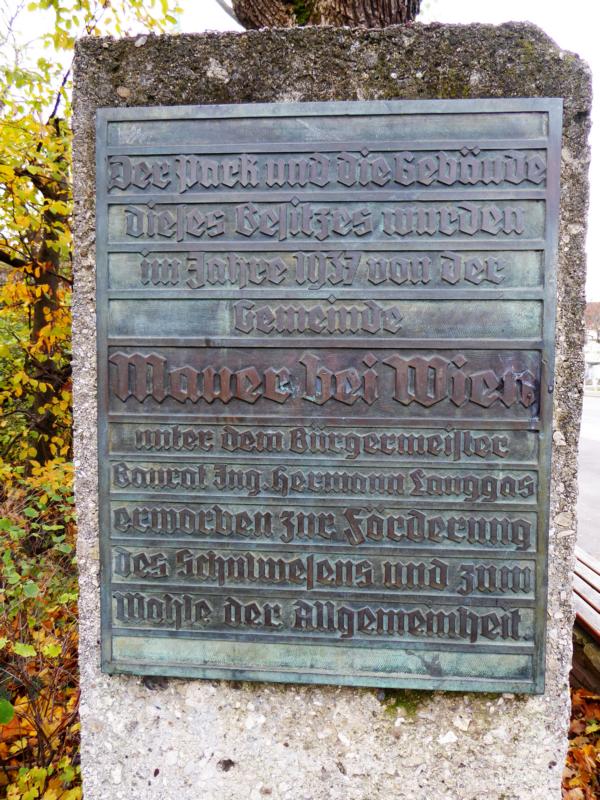 Der Park und die Gebäude
dieses Besitzes wurden
im Jahre 1937 von der
Gemeinde
Mauer bei Wien
unter dem Bürgermeister
Baurat Ing. Hermann Langgas
erworben zur Förderung
des Schulwesens und zum
Wohle der Allgemeinheit.